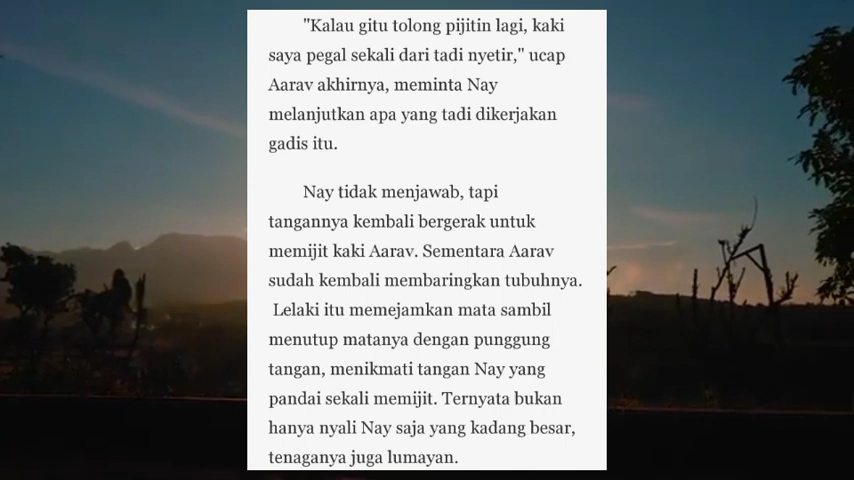 "Kalau gitu tolong pijitin lagi, kaki
saya pegal sekali dari tadi nyetir," ucap
Aarav akhirnya, meminta Nay
melanjutkan apa yang tadi dikerjakan
gadis itu.
Nay tidak menjawab, tapi
tangannya kembali bergerak untuk
memijit kaki Aarav. Sementara Aarav
sudah kembali membaringkan tubuhnya.
Lelaki itu memejamkan mata sambil
menutup matanya dengan punggung
tangan, menikmati tangan Nay yang
pandai sekali memijit. Ternyata bukan
hanya nyali Nay saja yang kadang besar,
tenaganya juga lumayan.